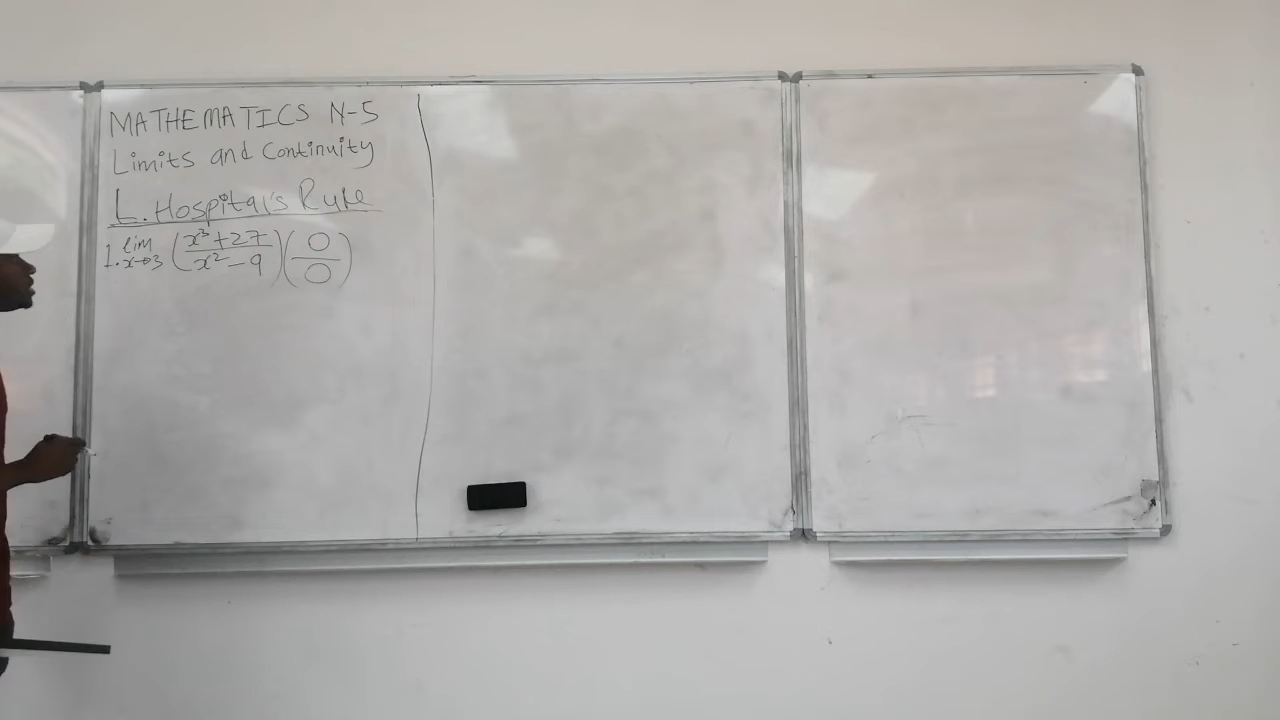 MATHEMATICS N-5
Limits and Continuity
L. Hospital's Rule
1. lim x→3 (x³+27 / x²-9) (0/0)